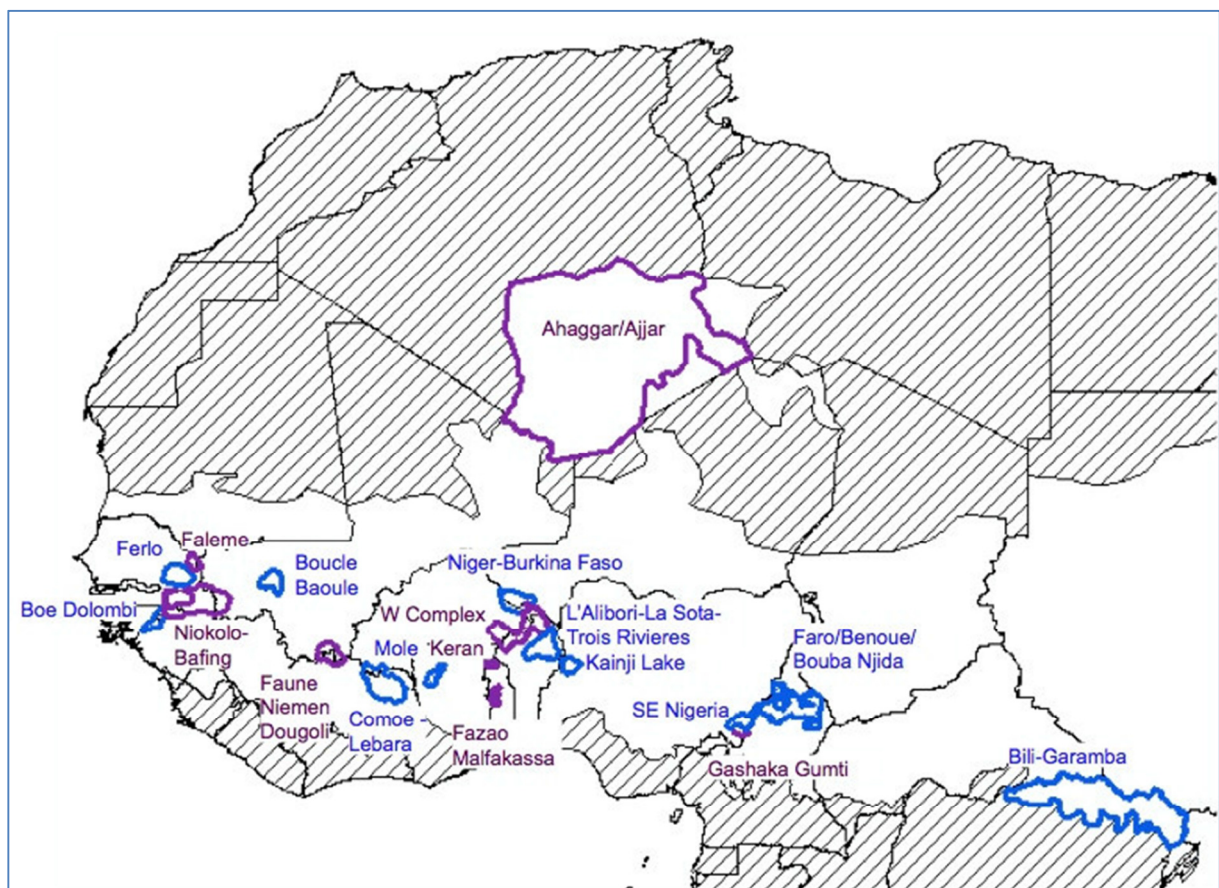 Ahaggar/Ajjar
Ferlo
Faleme
Boucle
Baoule
Niger-Burkina Faso
Boe Dolombi
W Complex
L'Alibori-La Sota-
Trois Rivieres
Niokolo-
Bafing
Mole
Keran
Kainji Lake
Faro/Benoue/
Bouba Njida
Faune
Niemen
Dougoli
Comoe -
Lebara
Fazao
Malfakassa
SE Nigeria
Gashaka Gumti
Bili-Garamba